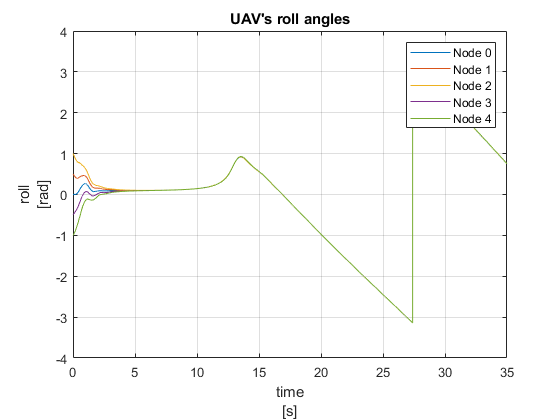 UAV's roll angles
4
3
2
1
0
-1
-2
-3
-4
roll
[rad]
Node 0
Node 1
Node 2
Node 3
Node 4
0 5 10 15 20 25 30 35
time
[s]